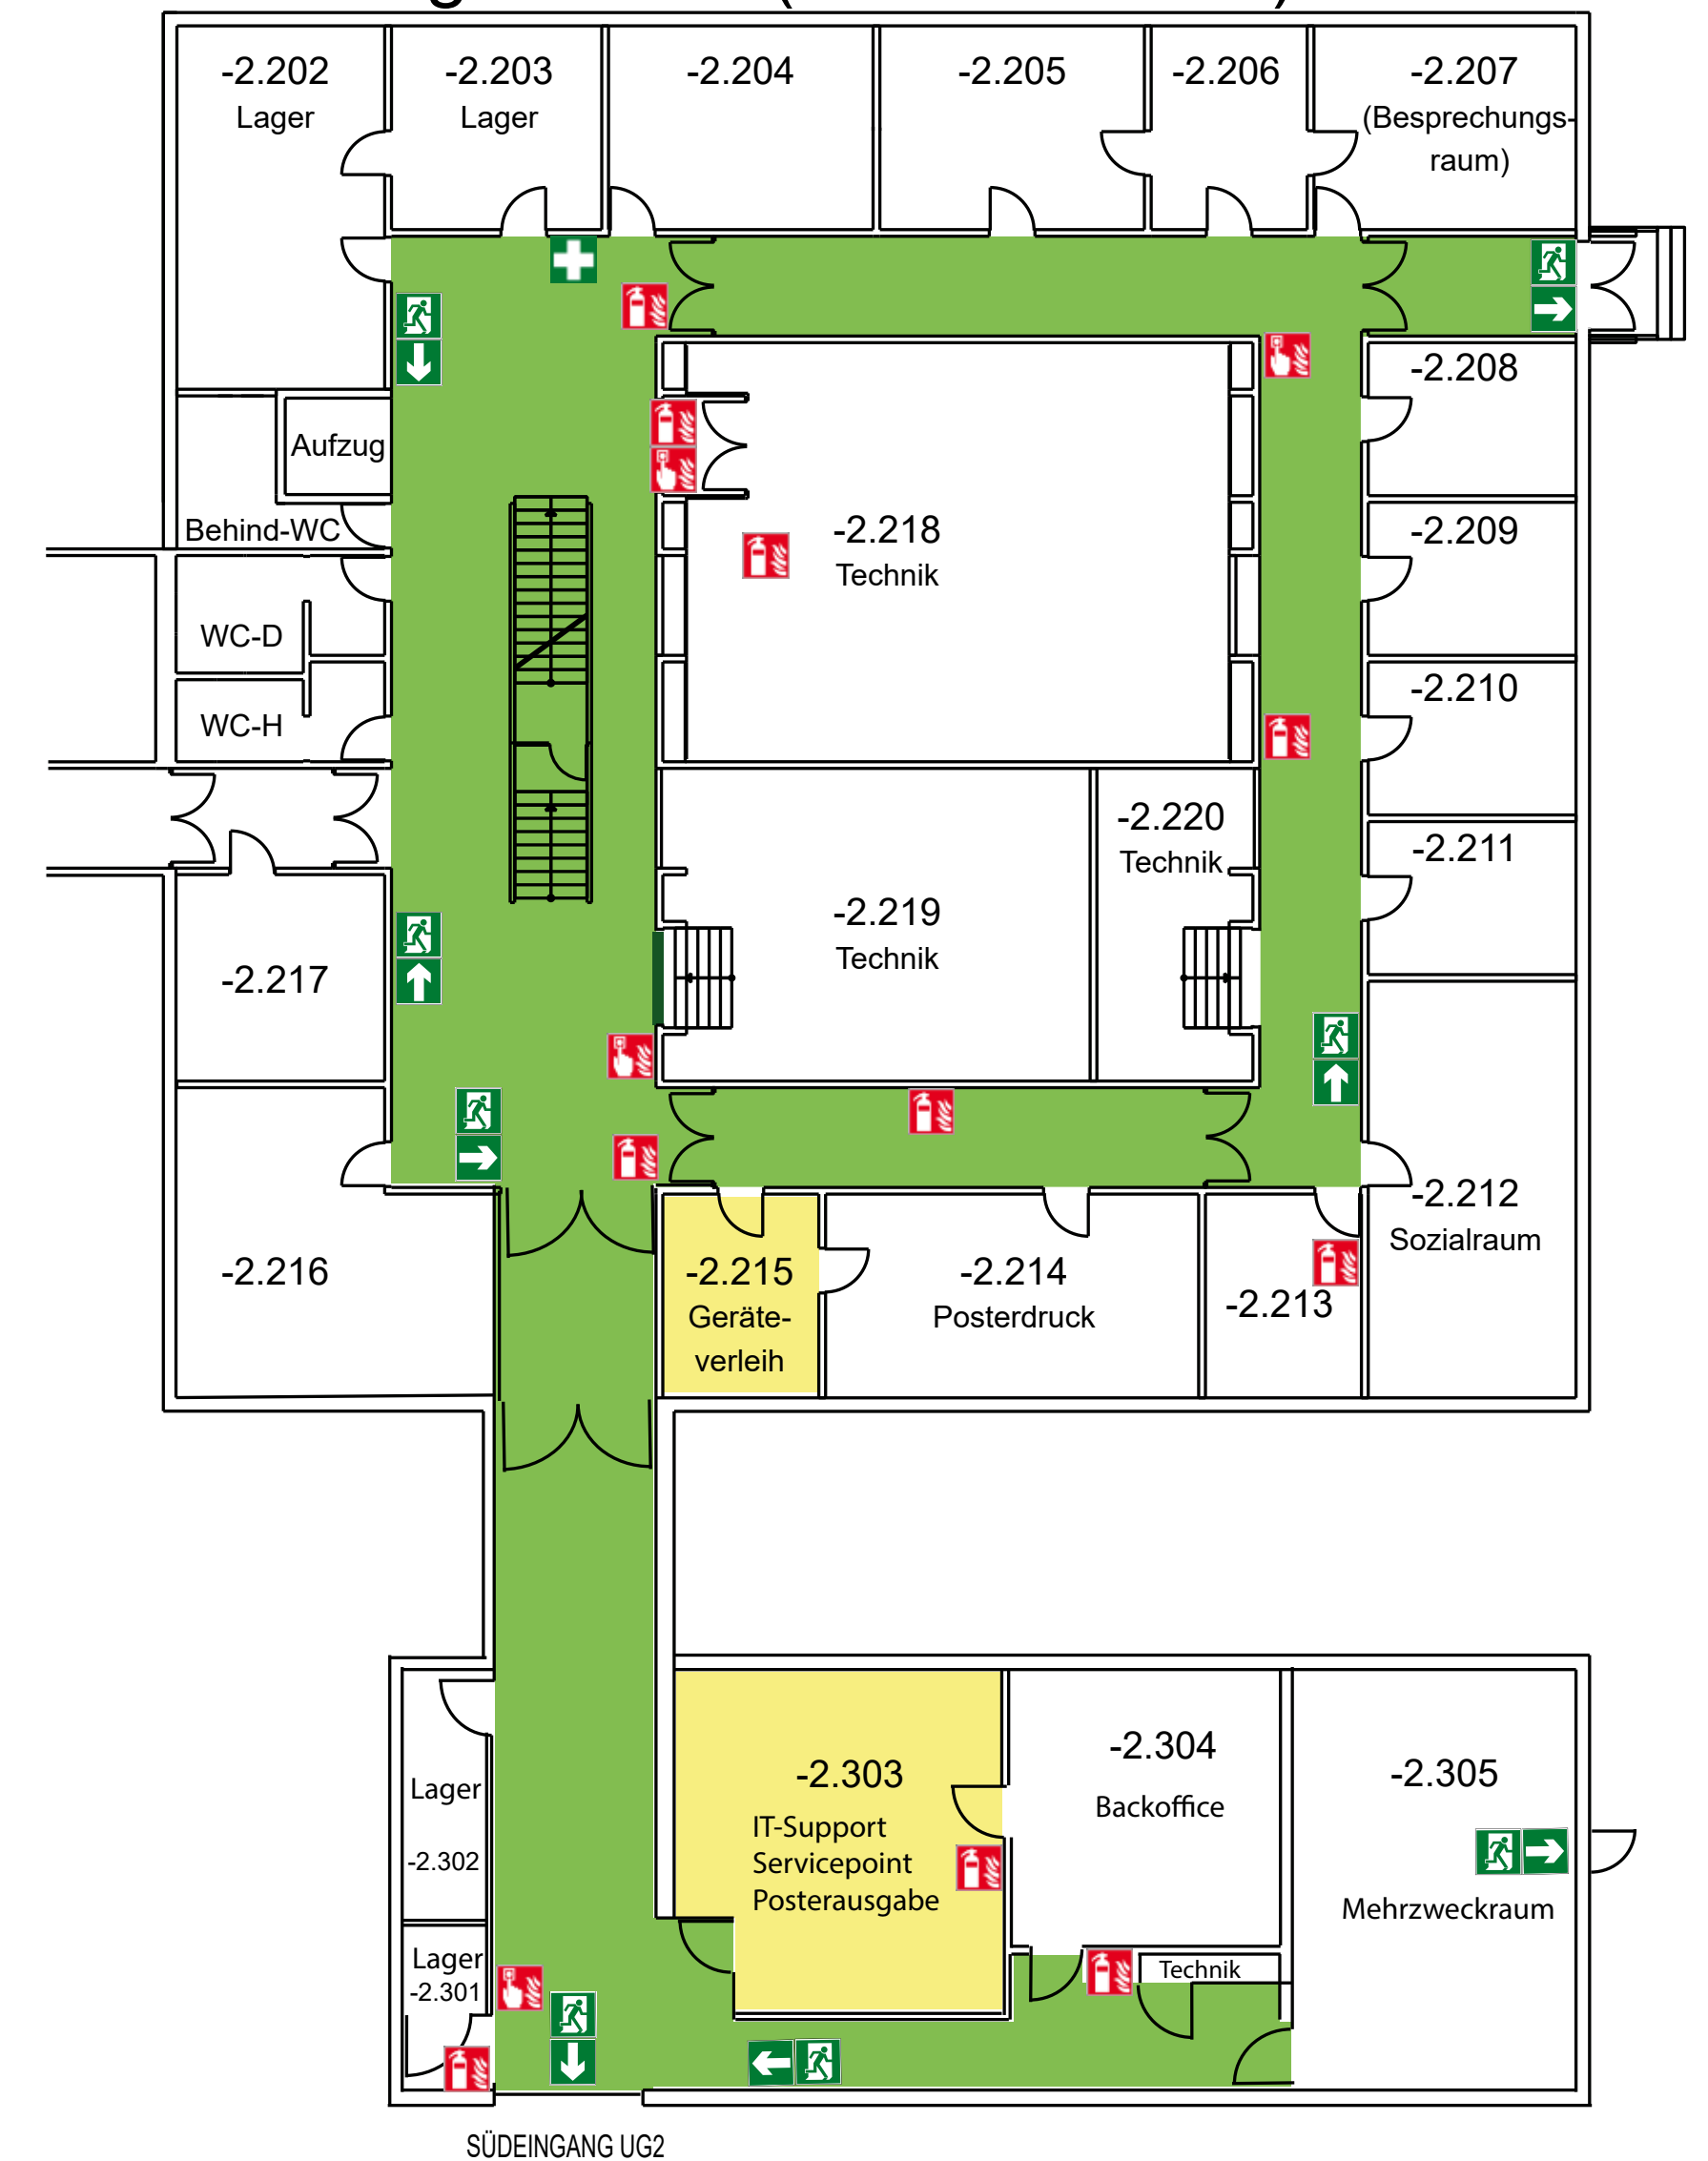 -2.202
Lager
-2.203
Lager
-2.204
-2.205
-2.206
-2.207
(Besprechungs-
raum)
-2.208
Aufzug
Behind-WC
-2.218
Technik
-2.209
WC-D
WC-H
-2.210
-2.220
Technik
-2.211
-2.219
Technik
-2.217
-2.216
-2.215
Geräte-
verleih
-2.214
Posterdruck
-2.213
-2.212
Sozialraum
Lager
-2.302
Lager
-2.301
-2.303
IT-Support
Servicepoint
Posterausgabe
-2.304
Backoffice
Technik
-2.305
Mehrzweckraum
SÜDEINGANG UG2